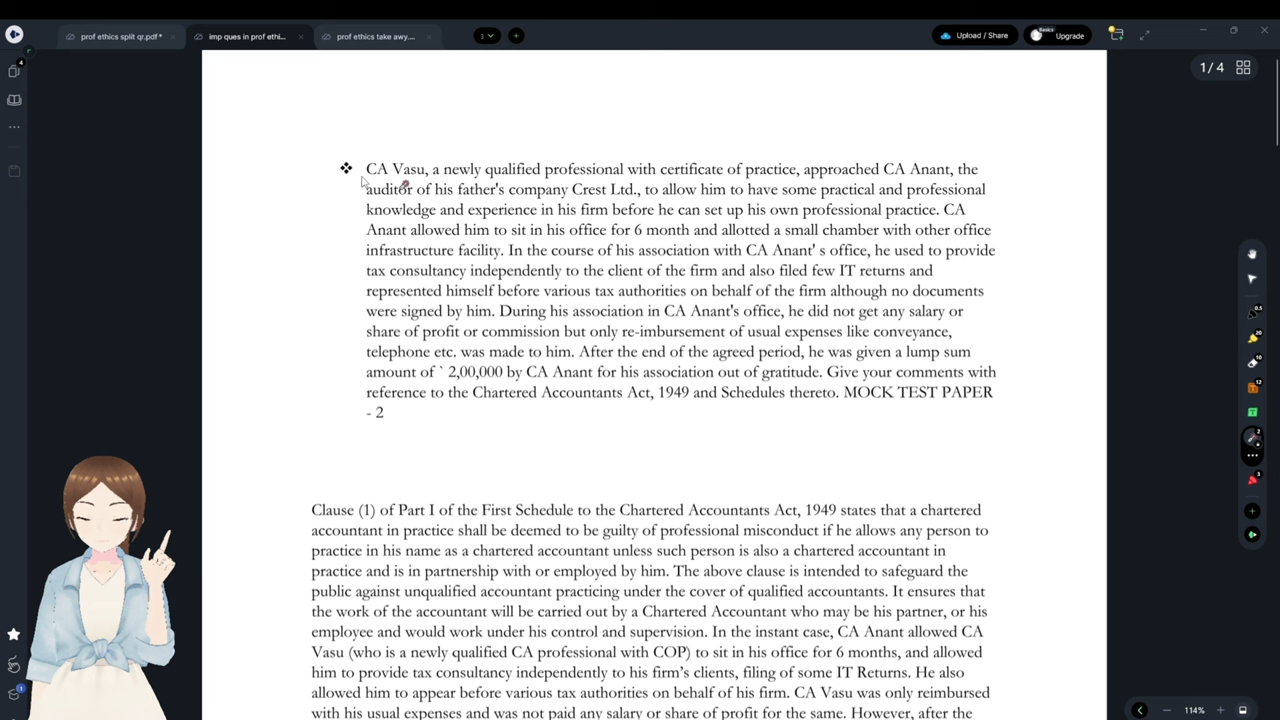 prof ethics split qr.pdf*
imp ques in prof ethi...
prof ethics take awy....
3
Upload / Share
Basics
Upgrade
4
1 / 4
❖ CA Vasu, a newly qualified professional with certificate of practice, approached CA Anant, the
auditor of his father's company Crest Ltd., to allow him to have some practical and professional
knowledge and experience in his firm before he can set up his own professional practice. CA
Anant allowed him to sit in his office for 6 month and allotted a small chamber with other office
infrastructure facility. In the course of his association with CA Anant' s office, he used to provide
tax consultancy independently to the client of the firm and also filed few IT returns and
represented himself before various tax authorities on behalf of the firm although no documents
were signed by him. During his association in CA Anant's office, he did not get any salary or
share of profit or commission but only re-imbursement of usual expenses like conveyance,
telephone etc. was made to him. After the end of the agreed period, he was given a lump sum
amount of ` 2,00,000 by CA Anant for his association out of gratitude. Give your comments with
reference to the Chartered Accountants Act, 1949 and Schedules thereto. MOCK TEST PAPER
- 2
Clause (1) of Part I of the First Schedule to the Chartered Accountants Act, 1949 states that a chartered
accountant in practice shall be deemed to be guilty of professional misconduct if he allows any person to
practice in his name as a chartered accountant unless such person is also a chartered accountant in
practice and is in partnership with or employed by him. The above clause is intended to safeguard the
public against unqualified accountant practicing under the cover of qualified accountants. It ensures that
the work of the accountant will be carried out by a Chartered Accountant who may be his partner, or his
employee and would work under his control and supervision. In the instant case, CA Anant allowed CA
Vasu (who is a newly qualified CA professional with COP) to sit in his office for 6 months, and allowed
him to provide tax consultancy independently to his firm's clients, filing of some IT Returns. He also
allowed him to appear before various tax authorities on behalf of his firm. CA Vasu was only reimbursed
with his usual expenses and was not paid any salary or share of profit for the same. However, after the
0.5
20
10
12
2
3
1
114%